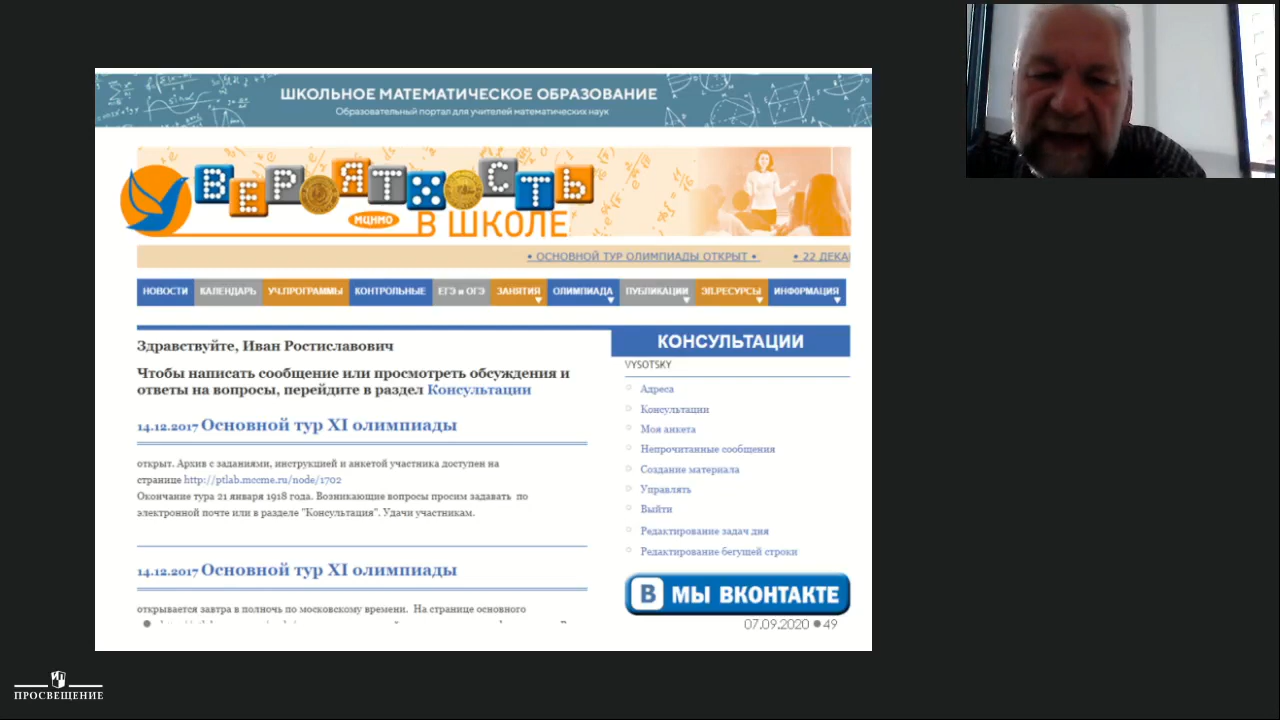 ШКОЛЬНОЕ МАТЕМАТИЧЕСКОЕ ОБРАЗОВАНИЕ
Образовательный портал для учителей математических наук
ВЕРОЯТНОСТЬ
МЦНМО
В ШКОЛЕ
• ОСНОВНОЙ ТУР ОЛИМПИАДЫ ОТКРЫТ • • 22 ДЕКА
НОВОСТИ КАЛЕНДАРЬ УЧ.ПРОГРАММЫ КОНТРОЛЬНЫЕ ЕГЭ и ОГЭ ЗАНЯТИЯ ОЛИМПИАДА ПУБЛИКАЦИИ ЭЛ.РЕСУРСЫ ИНФОРМАЦИЯ
Здравствуйте, Иван Ростиславович
Чтобы написать сообщение или просмотреть обсуждения и
ответы на вопросы, перейдите в раздел Консультации
14.12.2017 Основной тур XI олимпиады
открыт. Архив с заданиями, инструкцией и анкетой участника доступен на
странице http://ptlab.mccme.ru/node/1702
Окончание тура 21 января 1918 года. Возникающие вопросы просим задавать по
электронной почте или в разделе "Консультация". Удачи участникам.
14.12.2017 Основной тур XI олимпиады
открывается завтра в полночь по московскому времени. На странице основного
КОНСУЛЬТАЦИИ
VYSOTSKY
Адреса
Консультации
Моя анкета
Непрочитанные сообщения
Создание материала
Управлять
Выйти
Редактирование задач дня
Редактирование бегущей строки
В МЫ ВКОНТАКТЕ
07.09.2020 ●49
ПРОСВЕЩЕНИЕ